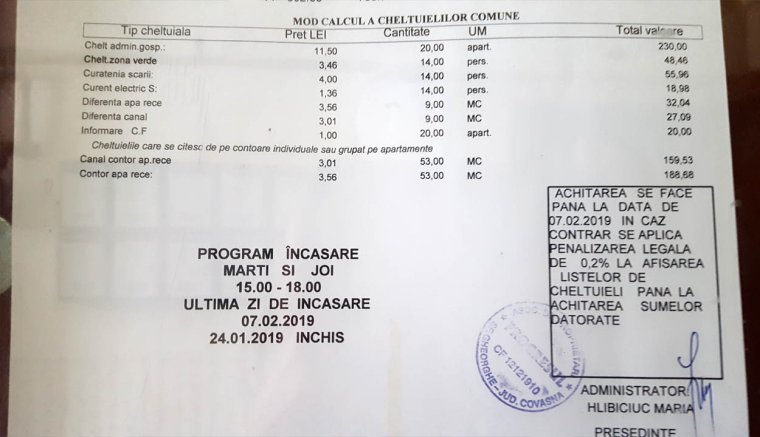 MOD CALCUL A CHELTUIELILOR COMUNE
Tip cheltuiala Pret LEI Cantitate UM Total valoare
Chelt admin.gosp.: 11,50 20,00 apart. 230,00
Chelt.zona verde 3,46 14,00 pers. 48,46
Curatenia scarii: 4,00 14,00 pers. 55,96
Curent electric S: 1,36 14,00 pers. 18,98
Diferenta apa rece 3,56 9,00 MC 32,04
Diferenta canal 3,01 9,00 MC 27,09
Informare C.F 1,00 20,00 apart. 20,00
Cheltuieliile care se citesc de pe contoare individuale sau grupat pe apartamente
Canal contor ap.rece 3,01 53,00 MC 159,53
Contor apa rece: 3,56 53,00 MC 188,68
PROGRAM ÎNCASARE
MARTI SI JOI
15.00 - 18.00
ULTIMA ZI DE INCASARE
07.02.2019
24.01.2019 INCHIS
ACHITAREA SE FACE
PANA LA DATA DE
07.02.2019 IN CAZ
CONTRAR SE APLICA
PENALIZAREA LEGALA
DE 0,2% LA AFISAREA
LISTELOR DE
CHELTUIELI PANA LA
ACHITAREA SUMELOR
DATORATE
PROGRESUL
CF 12121910
GHEORGHE-JUD. COVASNA
ADMINISTRATOR:
HLIBICIUC MARIA
PRESEDINTE